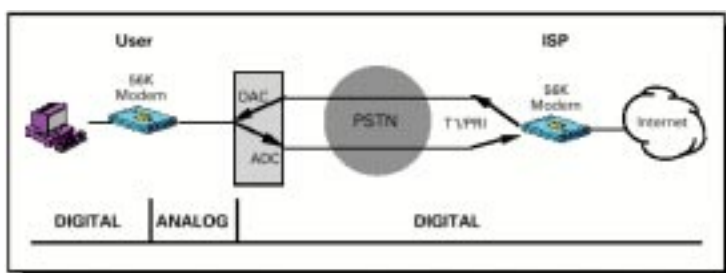 User
ISP
56K
Modem
DAC
ADC
PSTN
T1/PRI
56K
Modem
Internet
DIGITAL
ANALOG
DIGITAL